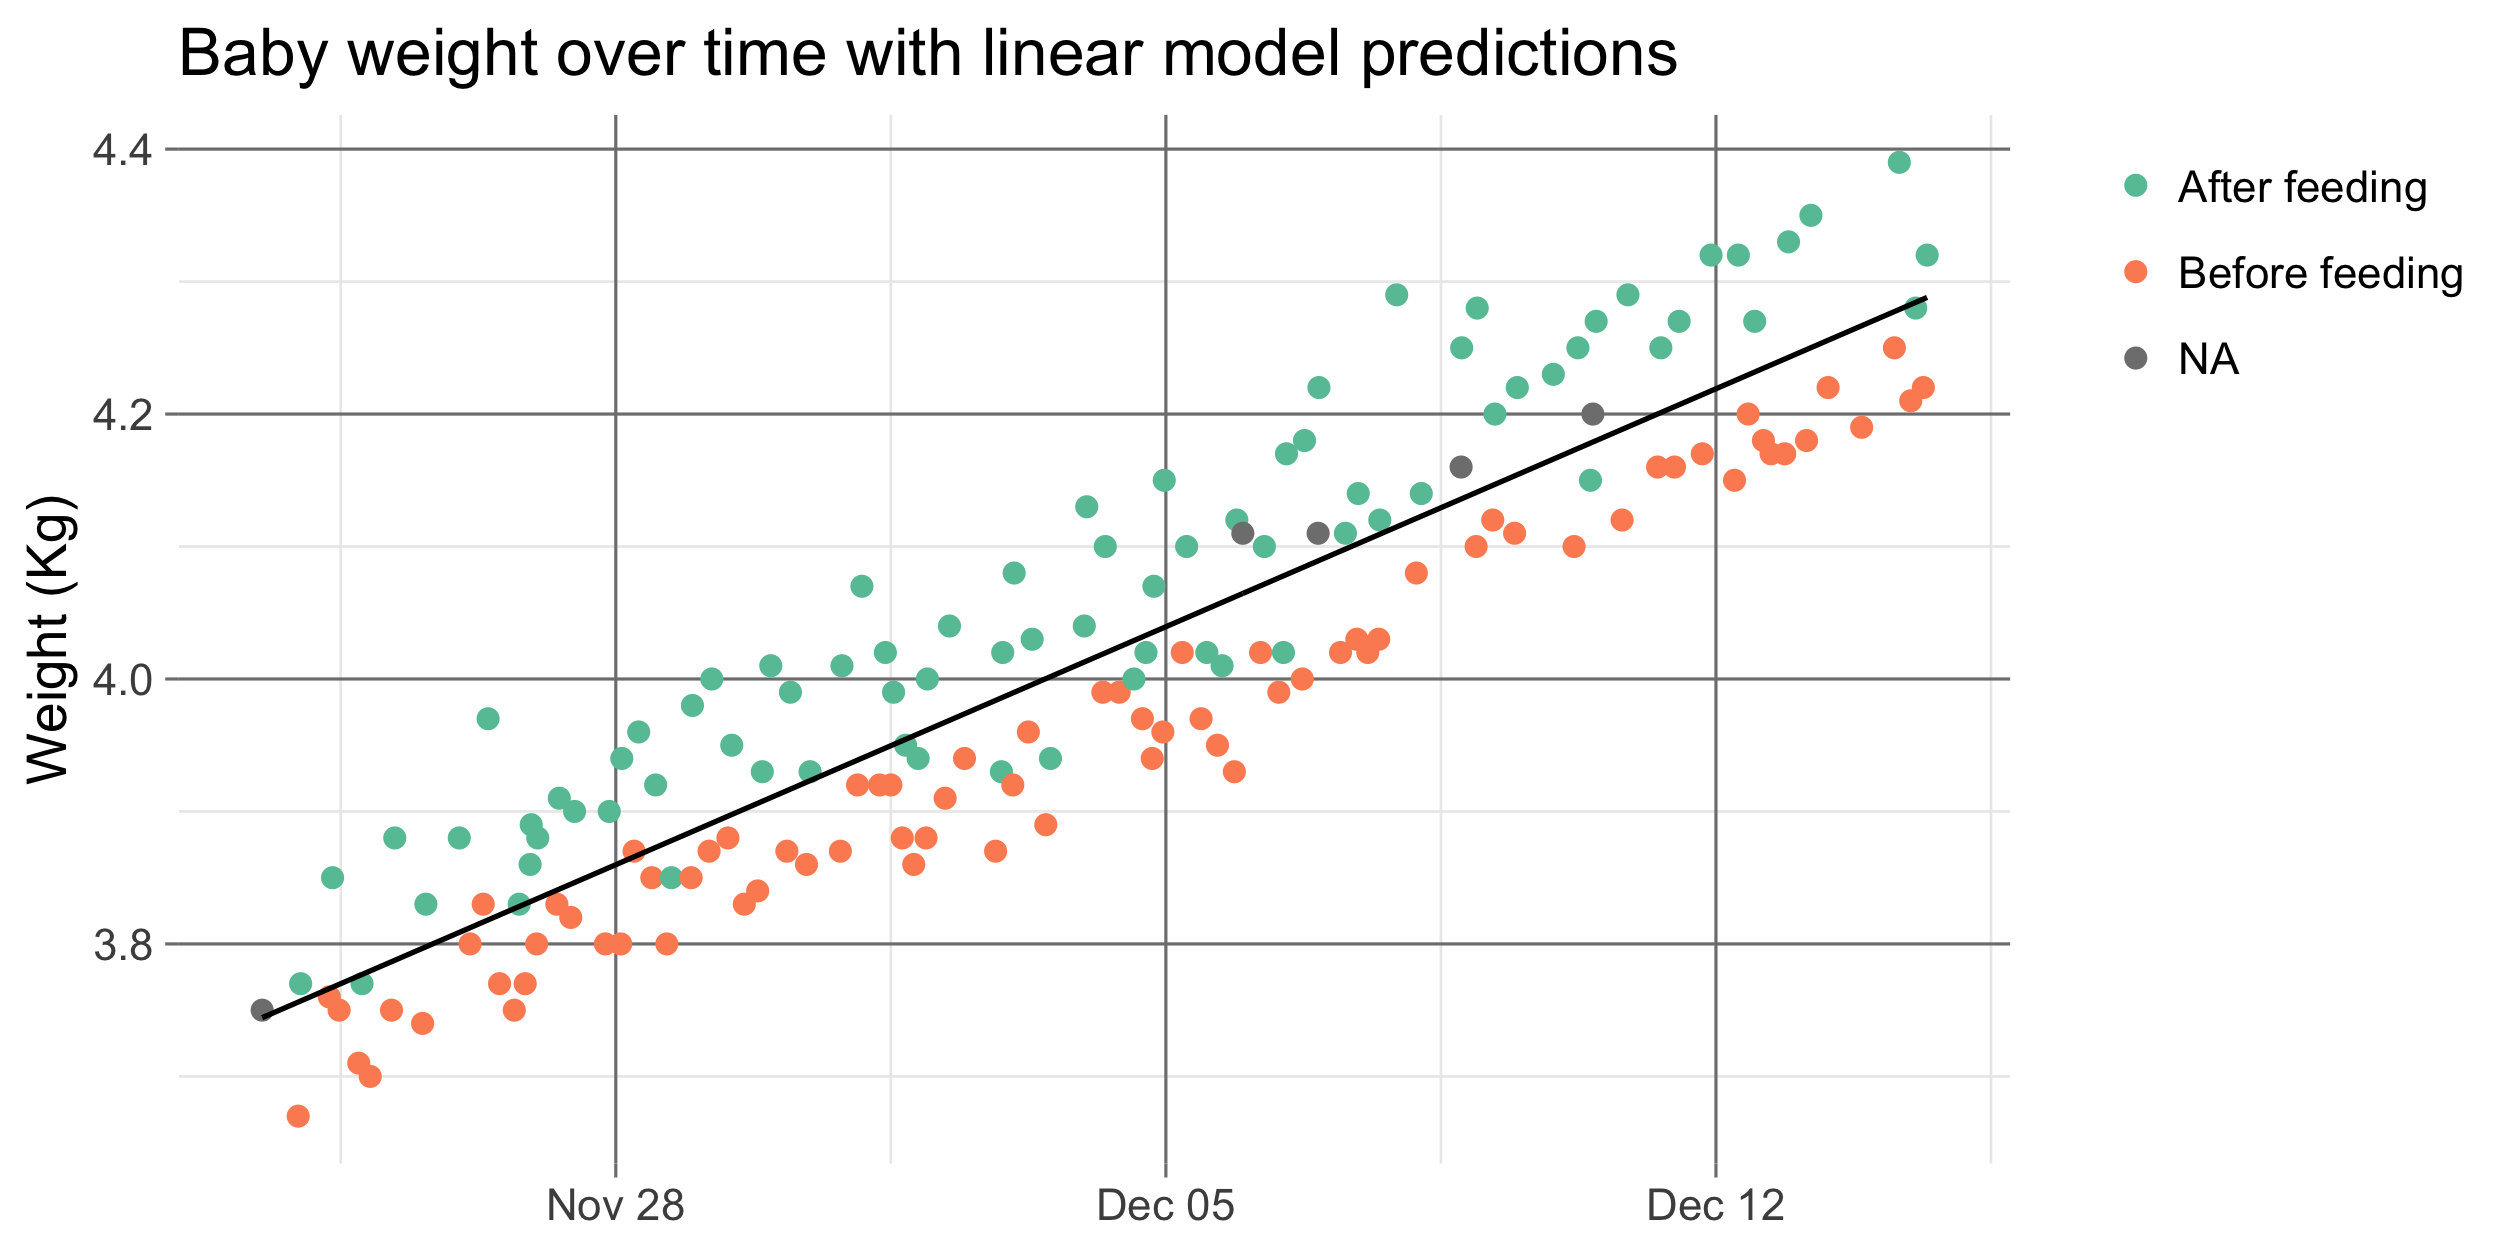 Baby weight over time with linear model predictions
4.4
4.2
4.0
3.8
Weight (Kg)
Nov 28
Dec 05
Dec 12
After feeding
Before feeding
NA